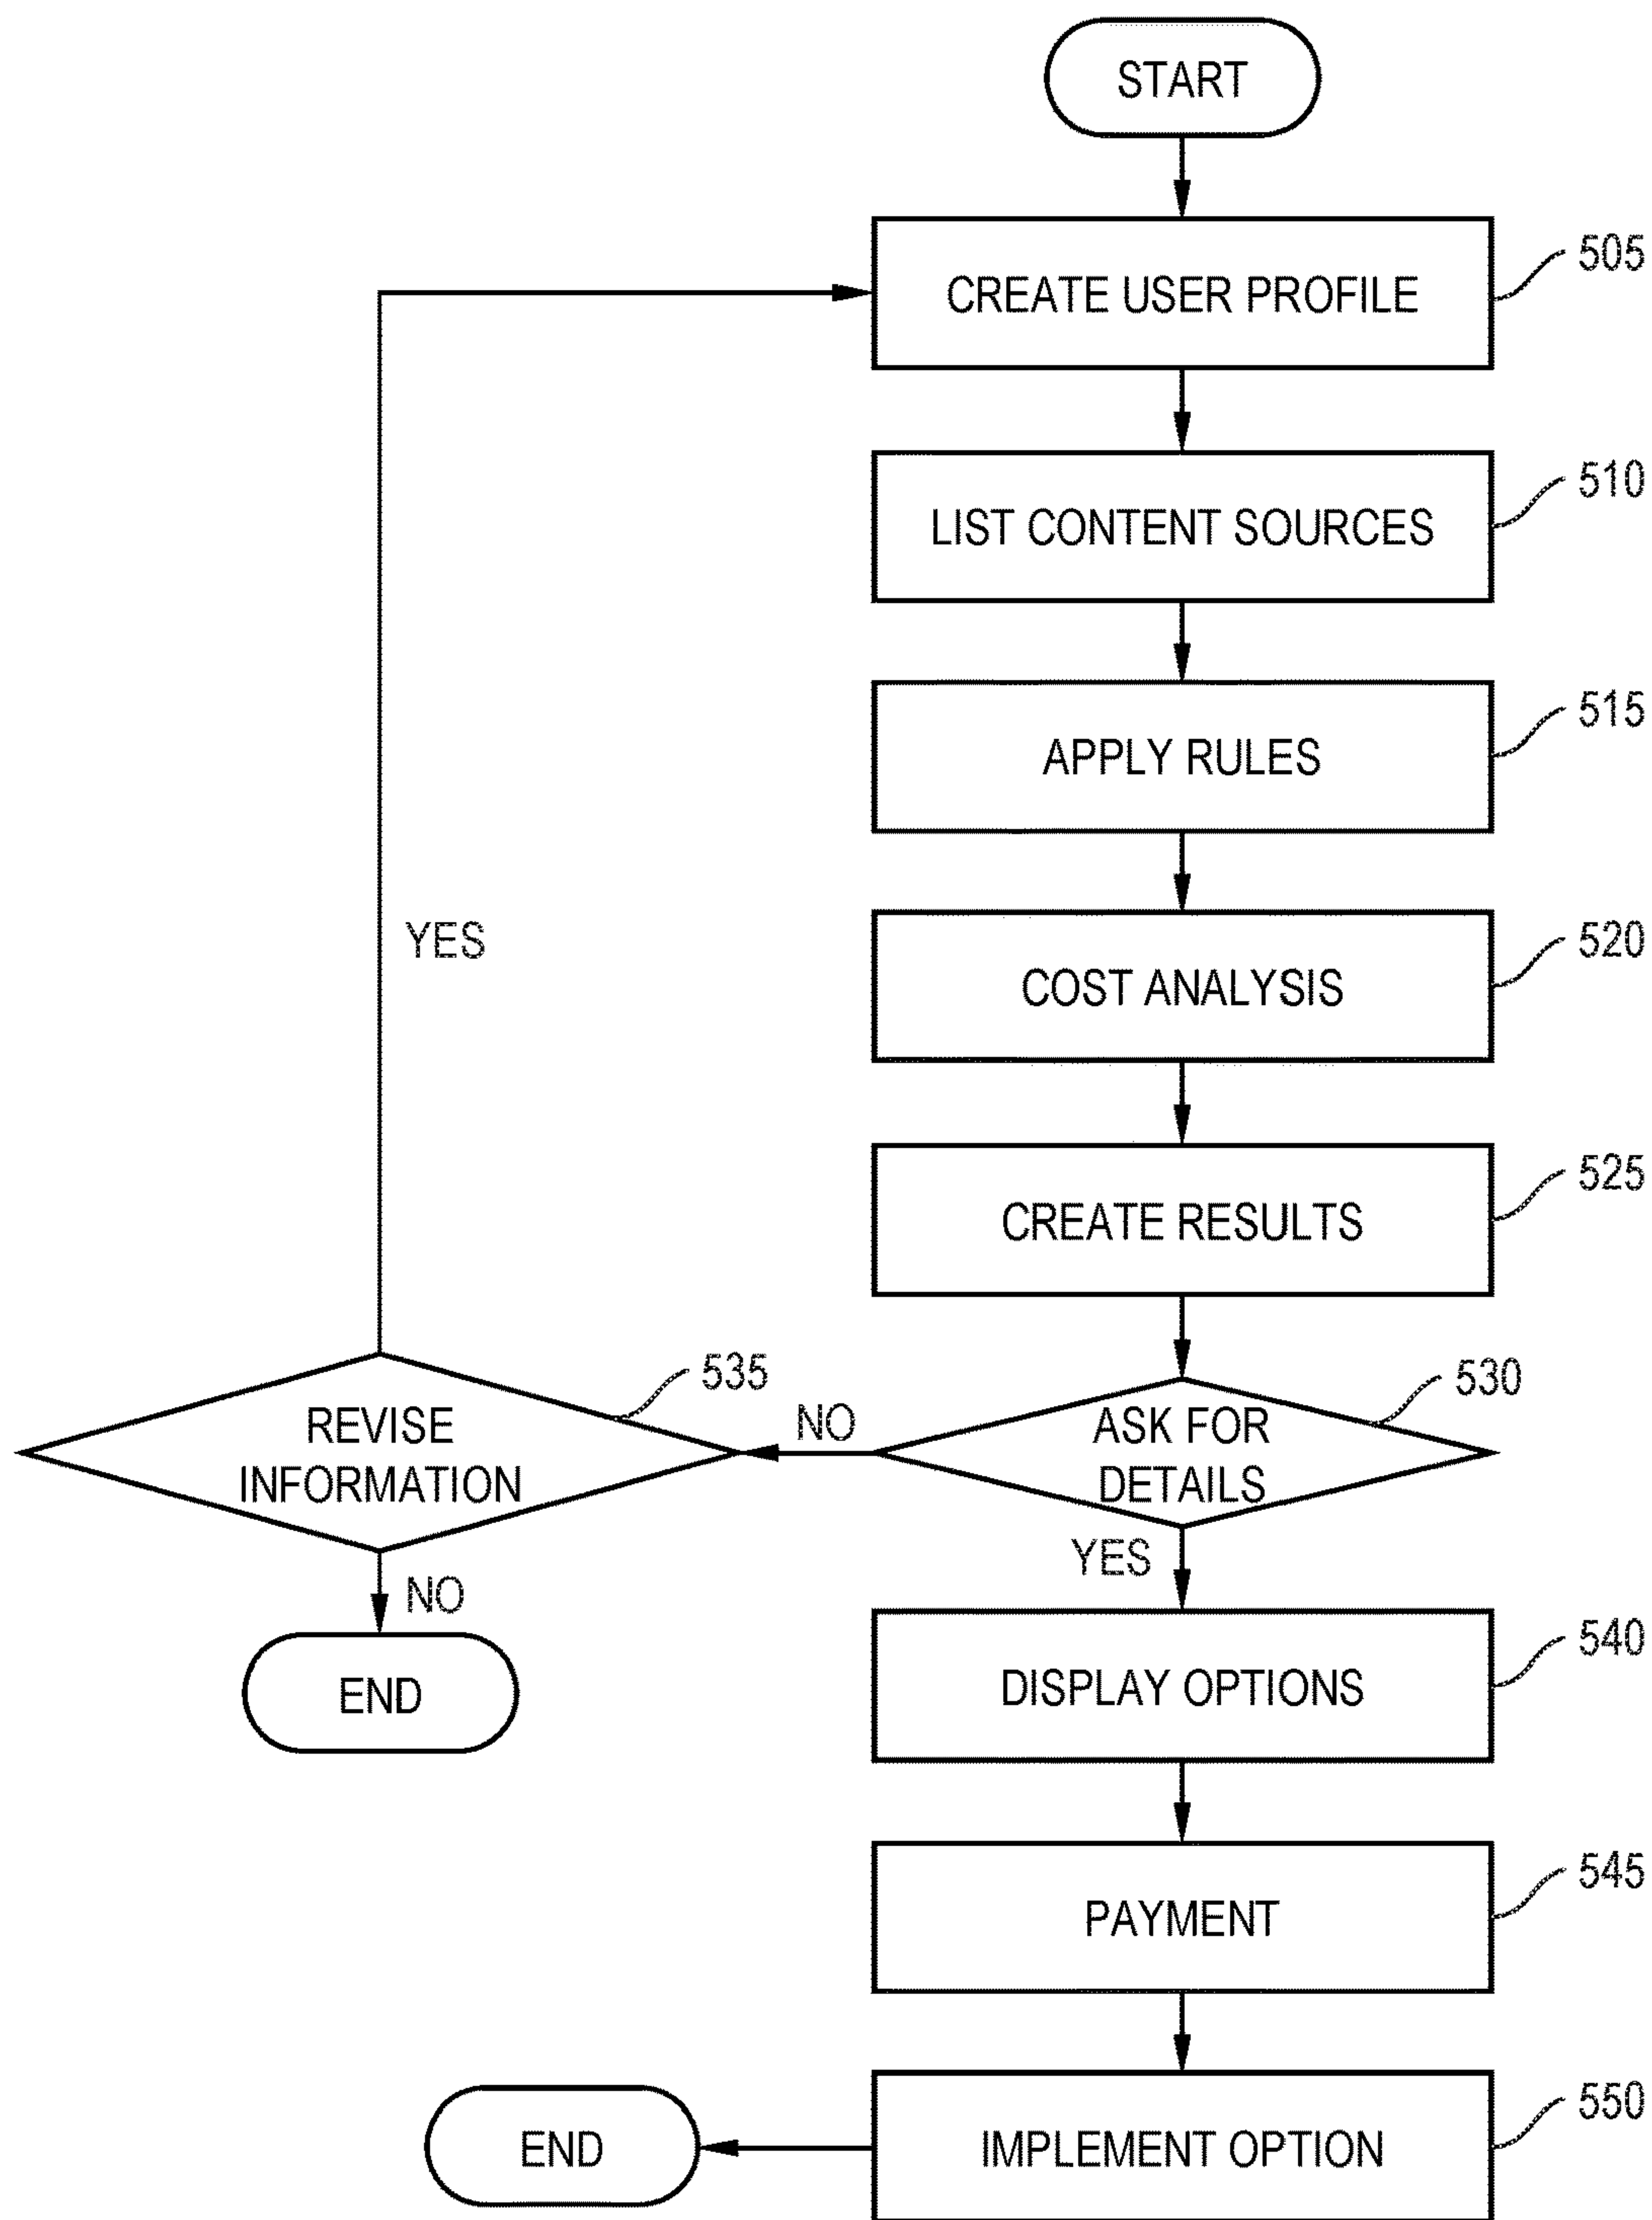 START
CREATE USER PROFILE
505
LIST CONTENT SOURCES
510
APPLY RULES
515
YES
COST ANALYSIS
520
CREATE RESULTS
525
REVISE
INFORMATION
535
NO
ASK FOR
DETAILS
530
YES
NO
END
DISPLAY OPTIONS
540
PAYMENT
545
END
IMPLEMENT OPTION
550